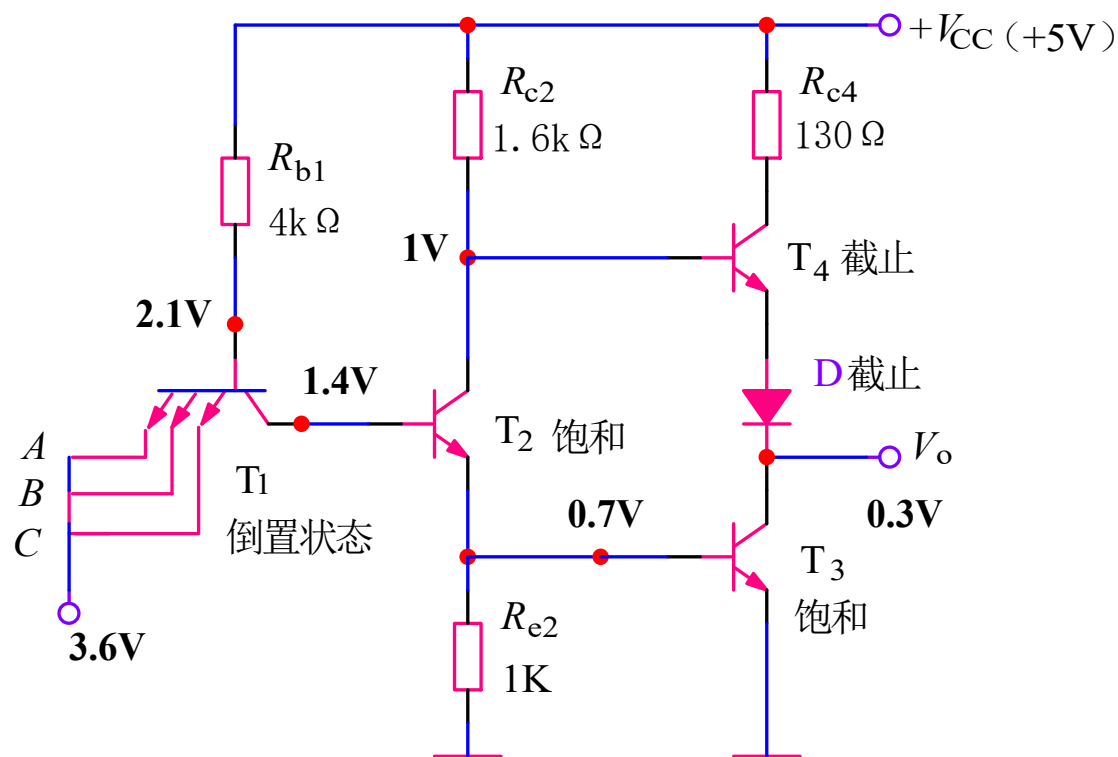 +VCC（+5V）
Rc2
1.6kΩ
Rc4
130Ω
Rb1
4kΩ
1V
T4 截止
2.1V
1.4V
D截止
T2 饱和
A
B
C
T1
倒置状态
Vo
0.7V
0.3V
T3
饱和
3.6V
Re2
1K